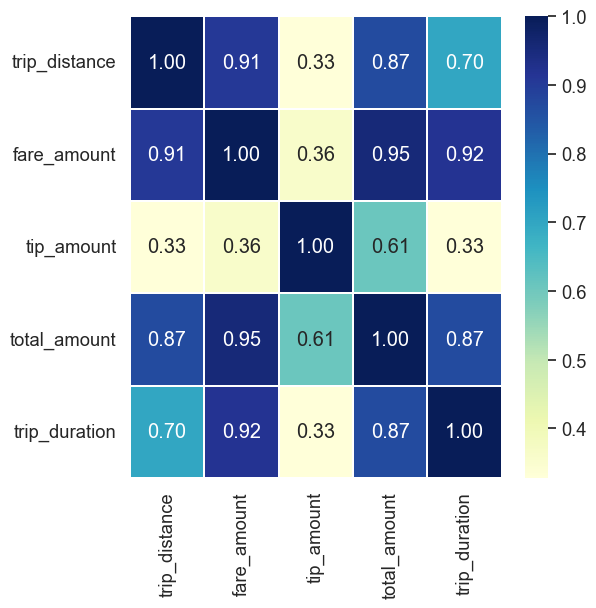 trip_distance 1.00 0.91 0.33 0.87 0.70
fare_amount 0.91 1.00 0.36 0.95 0.92
tip_amount 0.33 0.36 1.00 0.61 0.33
total_amount 0.87 0.95 0.61 1.00 0.87
trip_duration 0.70 0.92 0.33 0.87 1.00
trip_distance
fare_amount
tip_amount
total_amount
trip_duration
1.0
0.9
0.8
0.7
0.6
0.5
0.4